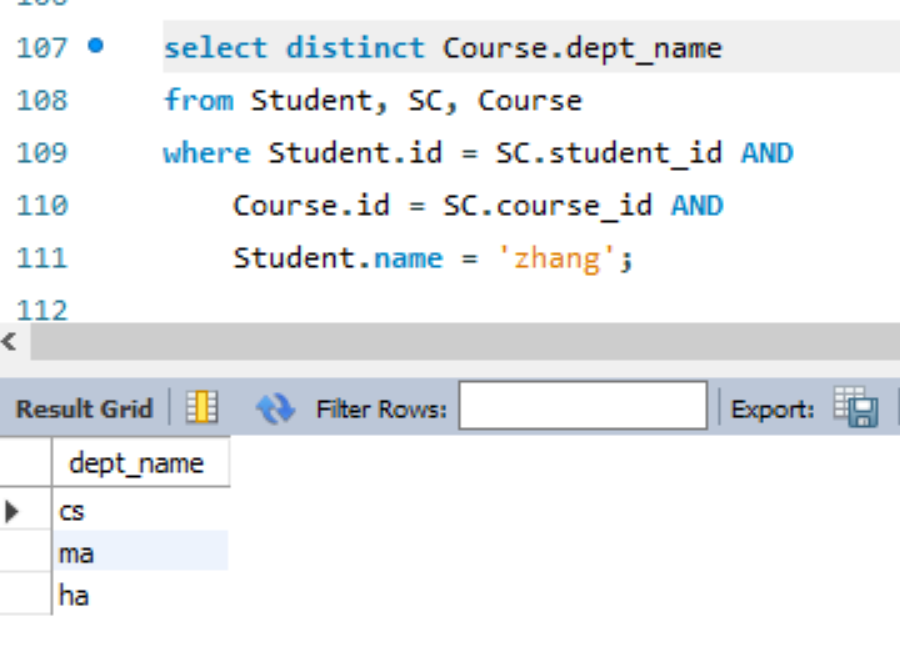 107 select distinct Course.dept_name
108 from Student, SC, Course
109 where Student.id = SC.student_id AND
110 Course.id = SC.course_id AND
111 Student.name = 'zhang';
112
Result Grid Filter Rows: Export:
dept_name
cs
ma
ha